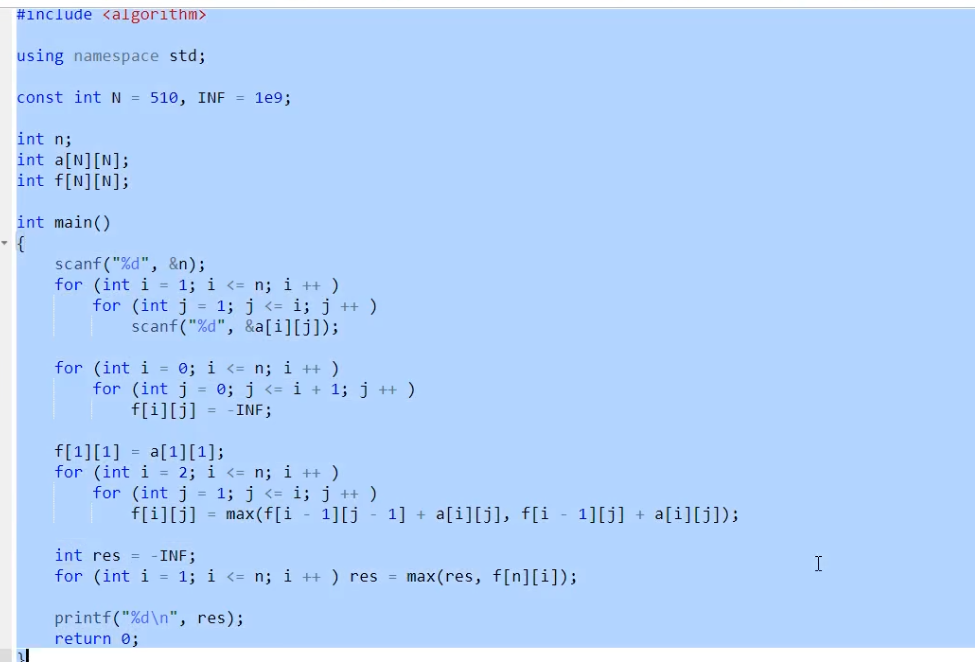 #include <algorithm>
using namespace std;
const int N = 510, INF = 1e9;
int n;
int a[N][N];
int f[N][N];
int main()
{
    scanf("%d", &n);
    for (int i = 1; i <= n; i ++ )
        for (int j = 1; j <= i; j ++ )
            scanf("%d", &a[i][j]);
    for (int i = 0; i <= n; i ++ )
        for (int j = 0; j <= i + 1; j ++ )
            f[i][j] = -INF;
    f[1][1] = a[1][1];
    for (int i = 2; i <= n; i ++ )
        for (int j = 1; j <= i; j ++ )
            f[i][j] = max(f[i - 1][j - 1] + a[i][j], f[i - 1][j] + a[i][j]);
    int res = -INF;
    for (int i = 1; i <= n; i ++ ) res = max(res, f[n][i]);
    printf("%d\n", res);
    return 0;
}